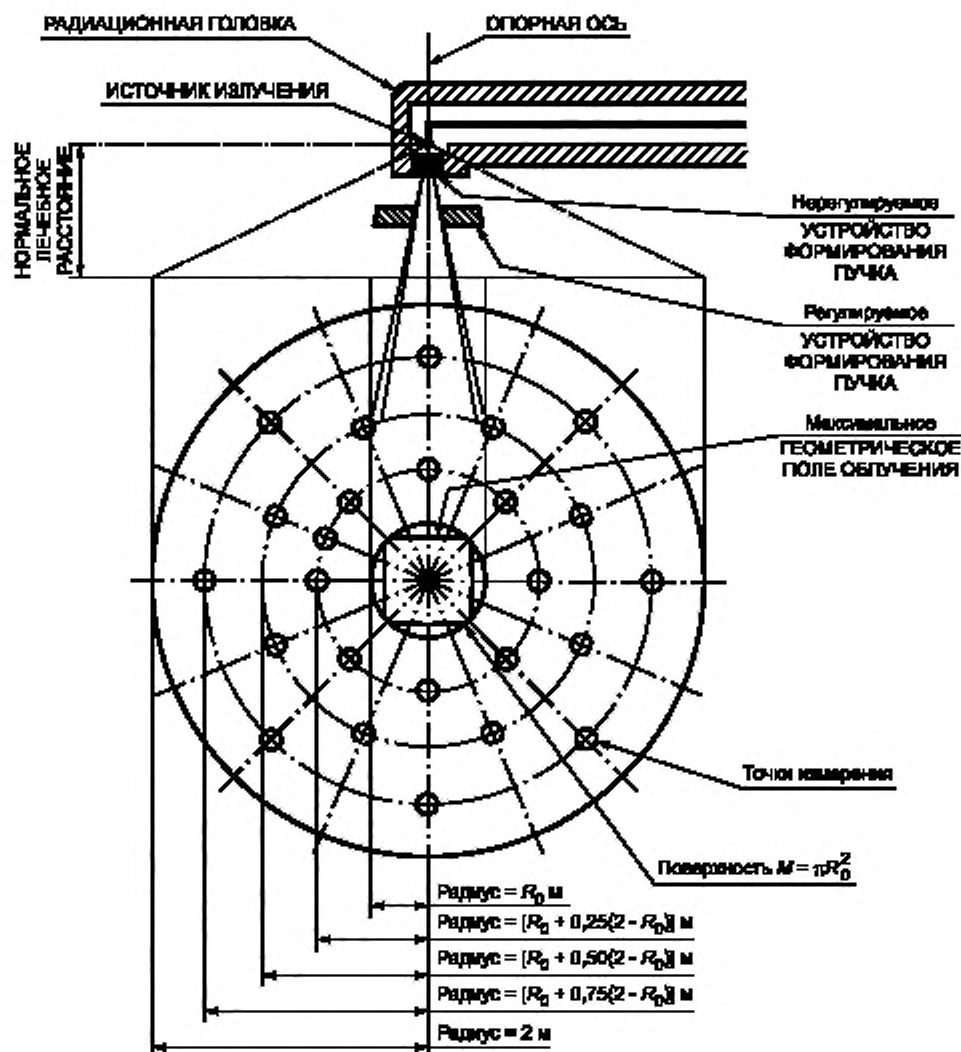 РАДИАЦИОННАЯ ГОЛОВКА
ОПОРНАЯ ОСЬ
ИСТОЧНИК ИЗЛУЧЕНИЯ
НОРМАЛЬНОЕ
ЛЕЧЕБНОЕ
РАССТОЯНИЕ
Нерегулируемое
УСТРОЙСТВО
ФОРМИРОВАНИЯ
ПУЧКА
Регулируемое
УСТРОЙСТВО
ФОРМИРОВАНИЯ
ПУЧКА
Максимальное
ГЕОМЕТРИЧЕСКОЕ
ПОЛЕ ОБЛУЧЕНИЯ
Точки измерения
Поверхность M = πR₀²
Радиус = R₀ м
Радиус = [R₀ + 0,25(2 - R₀)] м
Радиус = [R₀ + 0,50(2 - R₀)] м
Радиус = [R₀ + 0,75(2 - R₀)] м
Радиус = 2 м